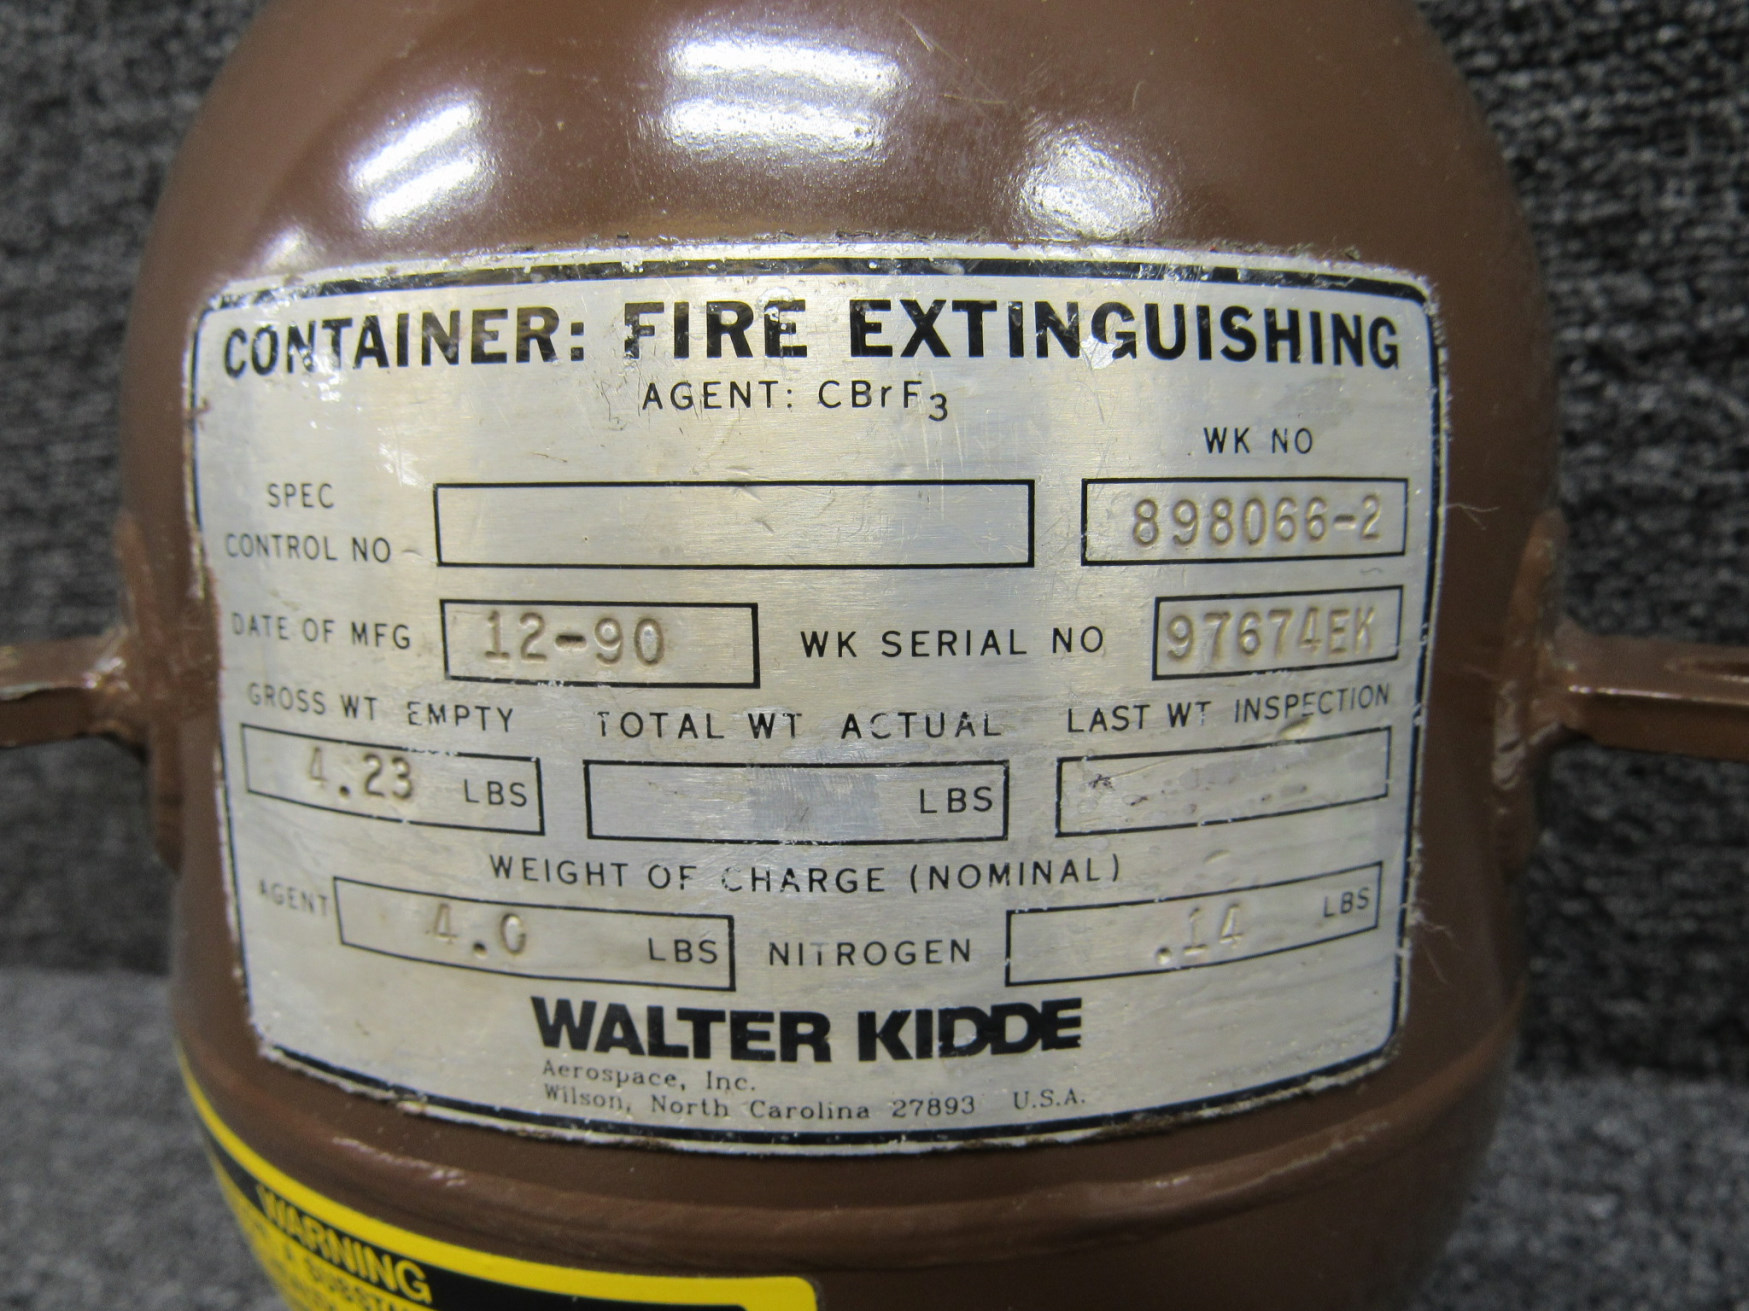 CONTAINER: FIRE EXTINGUISHING
AGENT: CBrF3
WK NO
SPEC
CONTROL NO
898066-2
DATE OF MFG 12-90 WK SERIAL NO 97674EK
GROSS WT EMPTY TOTAL WT ACTUAL LAST WT INSPECTION
4.23 LBS LBS
WEIGHT OF CHARGE (NOMINAL)
AGENT 4.0 LBS NITROGEN .14 LBS
WALTER KIDDE
Aerospace, Inc.
Wilson, North Carolina 27893 U.S.A.
WARNING